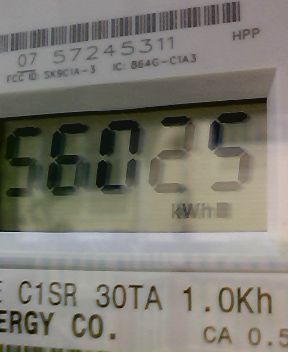 HPP
07 57245311
FCC ID: SK9C1A-3 IC: 864G-C1A3
56025
kWh
C1SR 30TA 1.0Kh
ERGY CO.
CA 0.5